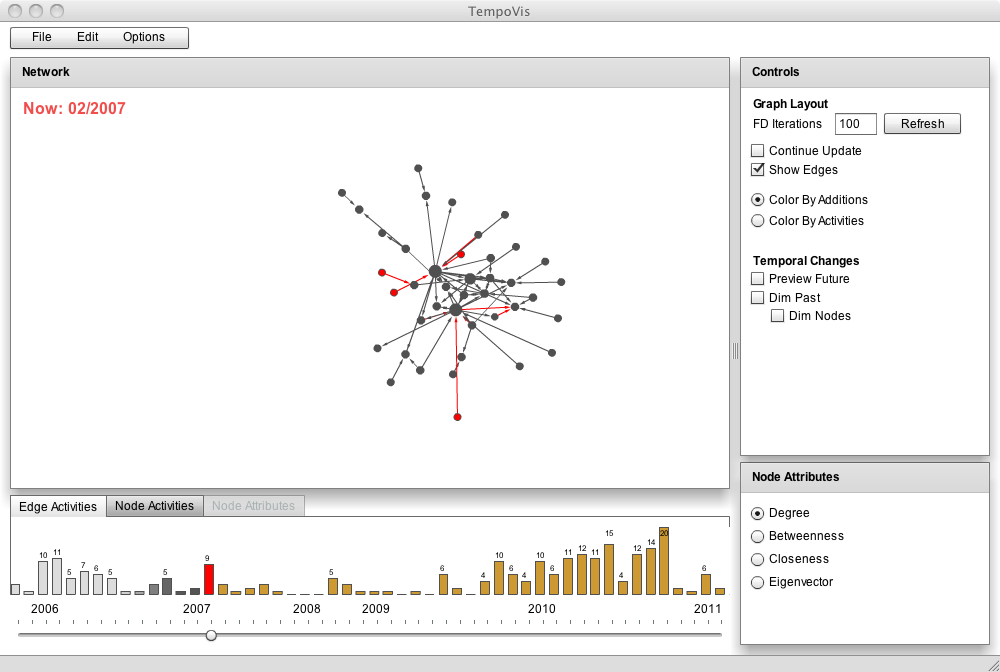 TempoVis
File Edit Options
Network
Now: 02/2007
Controls
Graph Layout
FD Iterations 100 Refresh
Continue Update
Show Edges
Color By Additions
Color By Activities
Temporal Changes
Preview Future
Dim Past
Dim Nodes
Edge Activities Node Activities Node Attributes
10 11 5 7 6 5 5 9 5 6 4 10 6 4 10 6 11 12 11 15 4 12 14 20 6
2006 2007 2008 2009 2010 2011
Node Attributes
Degree
Betweenness
Closeness
Eigenvector